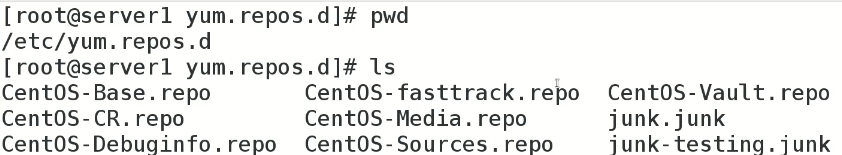 [root@server1 yum.repos.d]# pwd
/etc/yum.repos.d
[root@server1 yum.repos.d]# ls
CentOS-Base.repo CentOS-fasttrack.repo CentOS-Vault.repo
CentOS-CR.repo CentOS-Media.repo junk.junk
CentOS-Debuginfo.repo CentOS-Sources.repo junk-testing.junk